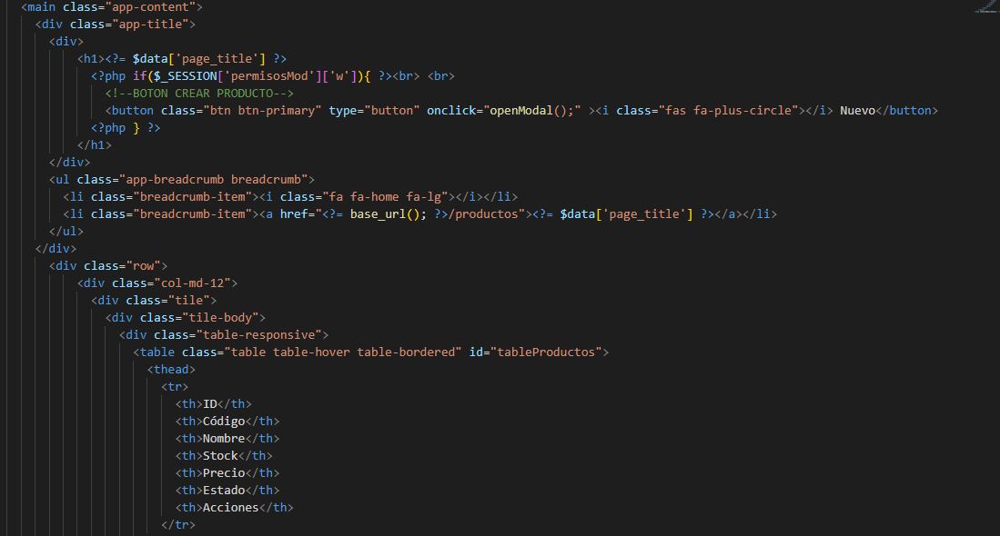 <main class="app-content">
<div class="app-title">
<div>
<h1><?= $data['page_title'] ?>
<?php if($_SESSION['permisosMod']['w']){ ?><br> <br>
<!--BOTON CREAR PRODUCTO-->
<button class="btn btn-primary" type="button" onclick="openModal();" ><i class="fas fa-plus-circle"></i> Nuevo</button>
<?php } ?>
</h1>
</div>
<ul class="app-breadcrumb breadcrumb">
<li class="breadcrumb-item"><i class="fa fa-home fa-lg"></i></li>
<li class="breadcrumb-item"><a href="<?= base_url(); ?>/productos"><?= $data['page_title'] ?></a></li>
</ul>
</div>
<div class="row">
<div class="col-md-12">
<div class="tile">
<div class="tile-body">
<div class="table-responsive">
<table class="table table-hover table-bordered" id="tableProductos">
<thead>
<tr>
<th>ID</th>
<th>Código</th>
<th>Nombre</th>
<th>Stock</th>
<th>Precio</th>
<th>Estado</th>
<th>Acciones</th>
</tr>